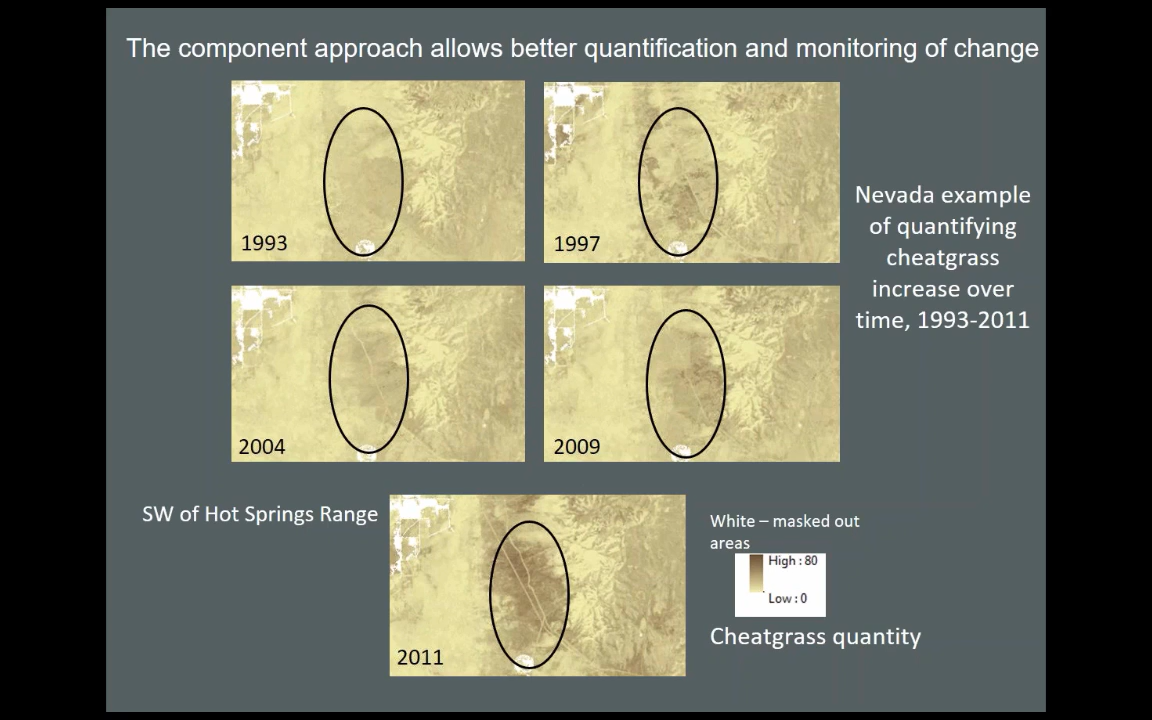 The component approach allows better quantification and monitoring of change
1993
1997
Nevada example
of quantifying
cheatgrass
increase over
time, 1993-2011
2004
2009
SW of Hot Springs Range
2011
White – masked out
areas
High : 80
Low : 0
Cheatgrass quantity